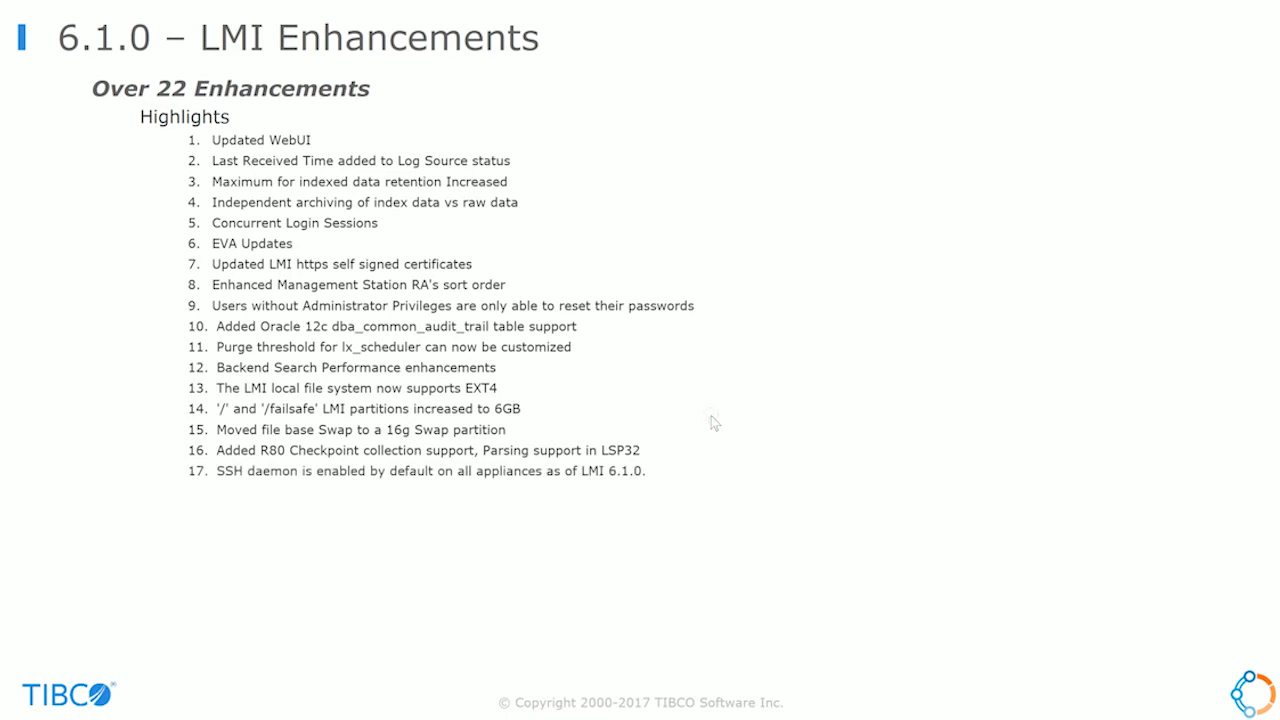 6.1.0 – LMI Enhancements
Over 22 Enhancements
Highlights
1. Updated WebUI
2. Last Received Time added to Log Source status
3. Maximum for indexed data retention Increased
4. Independent archiving of index data vs raw data
5. Concurrent Login Sessions
6. EVA Updates
7. Updated LMI https self signed certificates
8. Enhanced Management Station RA's sort order
9. Users without Administrator Privileges are only able to reset their passwords
10. Added Oracle 12c dba_common_audit_trail table support
11. Purge threshold for lx_scheduler can now be customized
12. Backend Search Performance enhancements
13. The LMI local file system now supports EXT4
14. '/' and '/failsafe' LMI partitions increased to 6GB
15. Moved file base Swap to a 16g Swap partition
16. Added R80 Checkpoint collection support, Parsing support in LSP32
17. SSH daemon is enabled by default on all appliances as of LMI 6.1.0.
TIBCO®
© Copyright 2000-2017 TIBCO Software Inc.